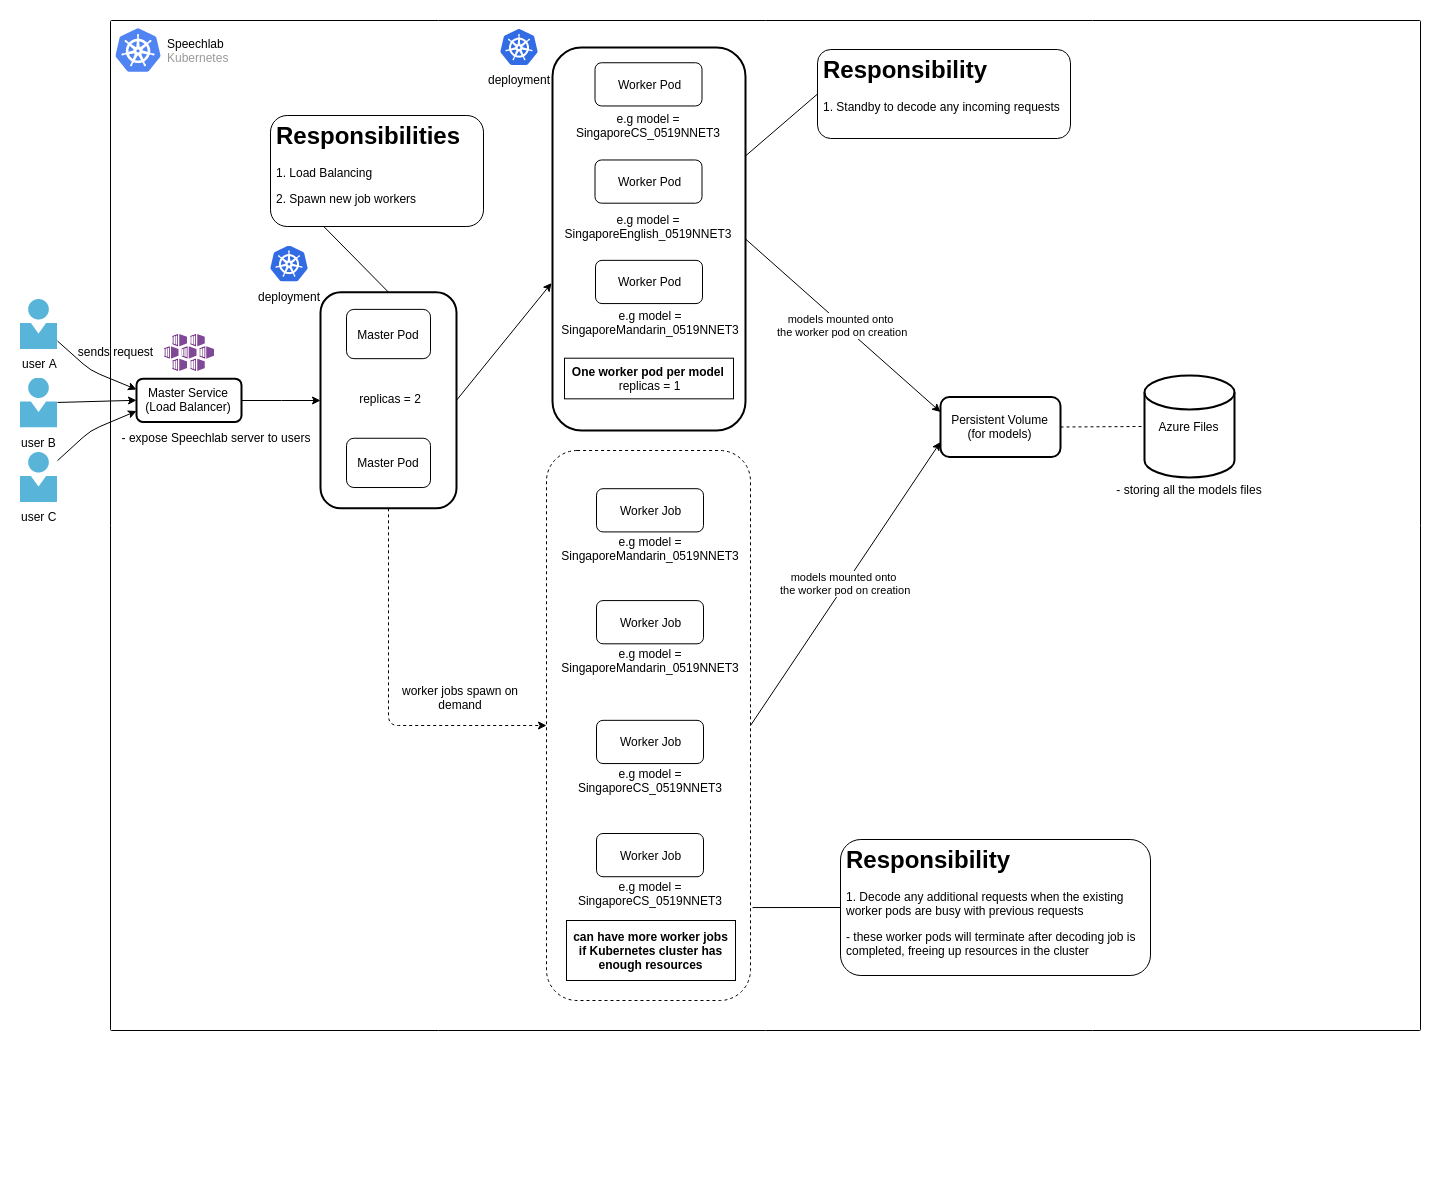 Speechlab
Kubernetes
deployment
Worker Pod
e.g model =
SingaporeCS_0519NNET3
Worker Pod
e.g model =
SingaporeEnglish_0519NNET3
Worker Pod
e.g model =
SingaporeMandarin_0519NNET3
One worker pod per model
replicas = 1
Responsibility
1. Standby to decode any incoming requests
Responsibilities
1. Load Balancing
2. Spawn new job workers
deployment
Master Pod
replicas = 2
Master Pod
user A
sends request
user B
user C
Master Service
(Load Balancer)
- expose Speechlab server to users
models mounted onto
the worker pod on creation
Persistent Volume
(for models)
Azure Files
- storing all the models files
Worker Job
e.g model =
SingaporeMandarin_0519NNET3
Worker Job
e.g model =
SingaporeMandarin_0519NNET3
models mounted onto
the worker pod on creation
worker jobs spawn on
demand
Worker Job
e.g model =
SingaporeCS_0519NNET3
Worker Job
e.g model =
SingaporeCS_0519NNET3
can have more worker jobs
if Kubernetes cluster has
enough resources
Responsibility
1. Decode any additional requests when the existing
worker pods are busy with previous requests
- these worker pods will terminate after decoding job is
completed, freeing up resources in the cluster